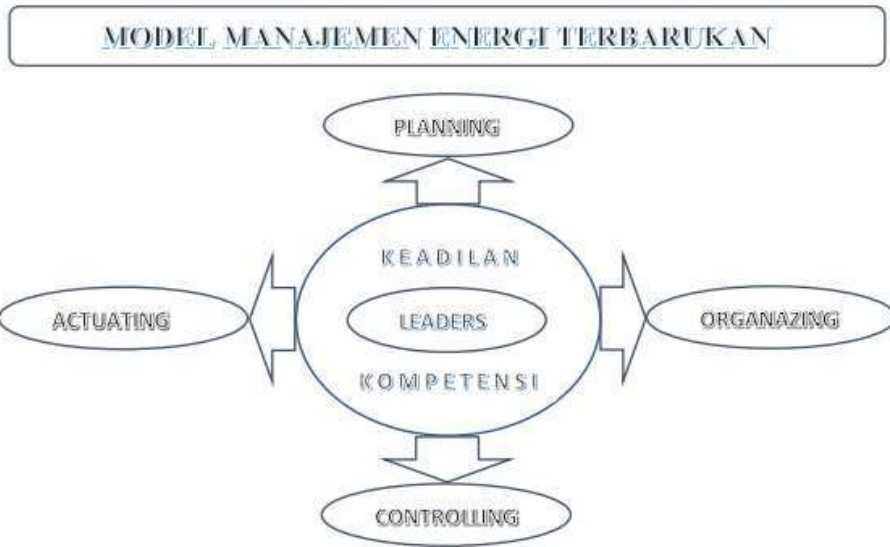 MODEL MANAJEMEN ENERGI TERBARUKAN
PLANNING
KEADILAN
ACTUATING
LEADERS
ORGANAZING
KOMPETENSI
CONTROLLING